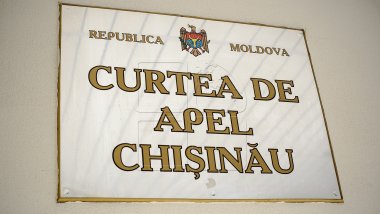 REPUBLICA MOLDOVA
CURTEA DE
APEL
CHIȘINĂU